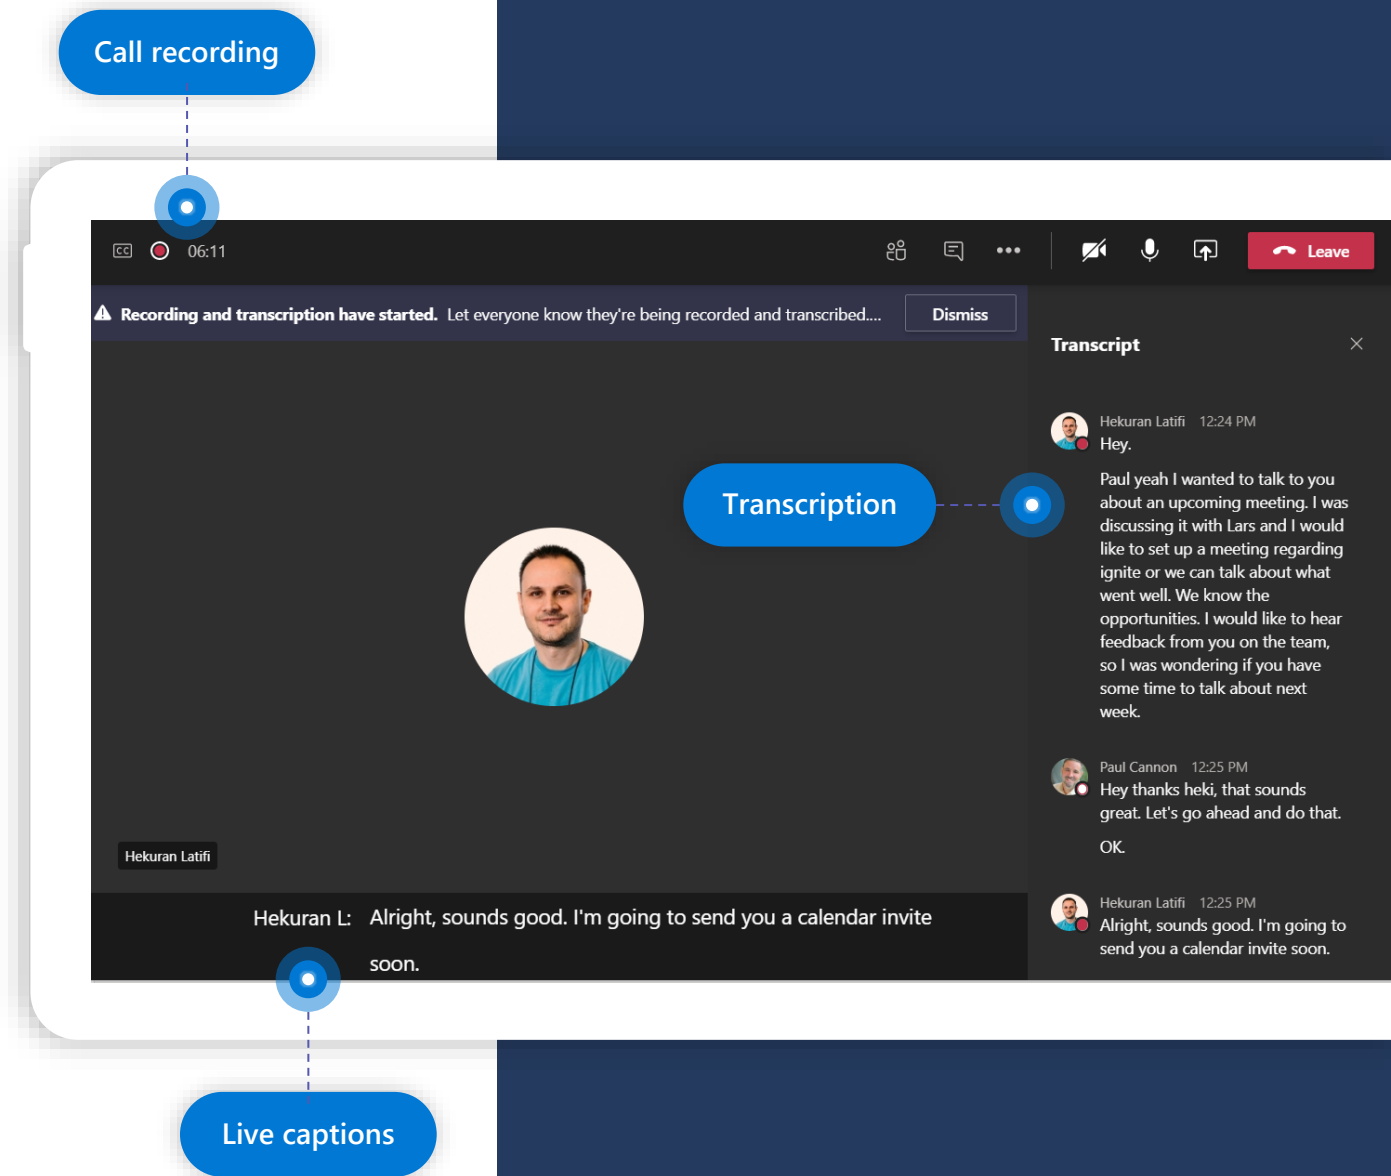 Call recording
CC
06:11
Leave
Recording and transcription have started. Let everyone know they're being recorded and transcribed....
Dismiss
Transcript
Hekuran Latifi 12:24 PM
Hey.
Paul yeah I wanted to talk to you
about an upcoming meeting. I was
discussing it with Lars and I would
like to set up a meeting regarding
ignite or we can talk about what
went well. We know the
opportunities. I would like to hear
feedback from you on the team,
so I was wondering if you have
some time to talk about next
week.
Transcription
Paul Cannon 12:25 PM
Hey thanks heki, that sounds
great. Let's go ahead and do that.
OK.
Hekuran Latifi 12:25 PM
Alright, sounds good. I'm going to
send you a calendar invite soon.
Hekuran Latifi
Hekuran L: Alright, sounds good. I'm going to send you a calendar invite
soon.
Live captions